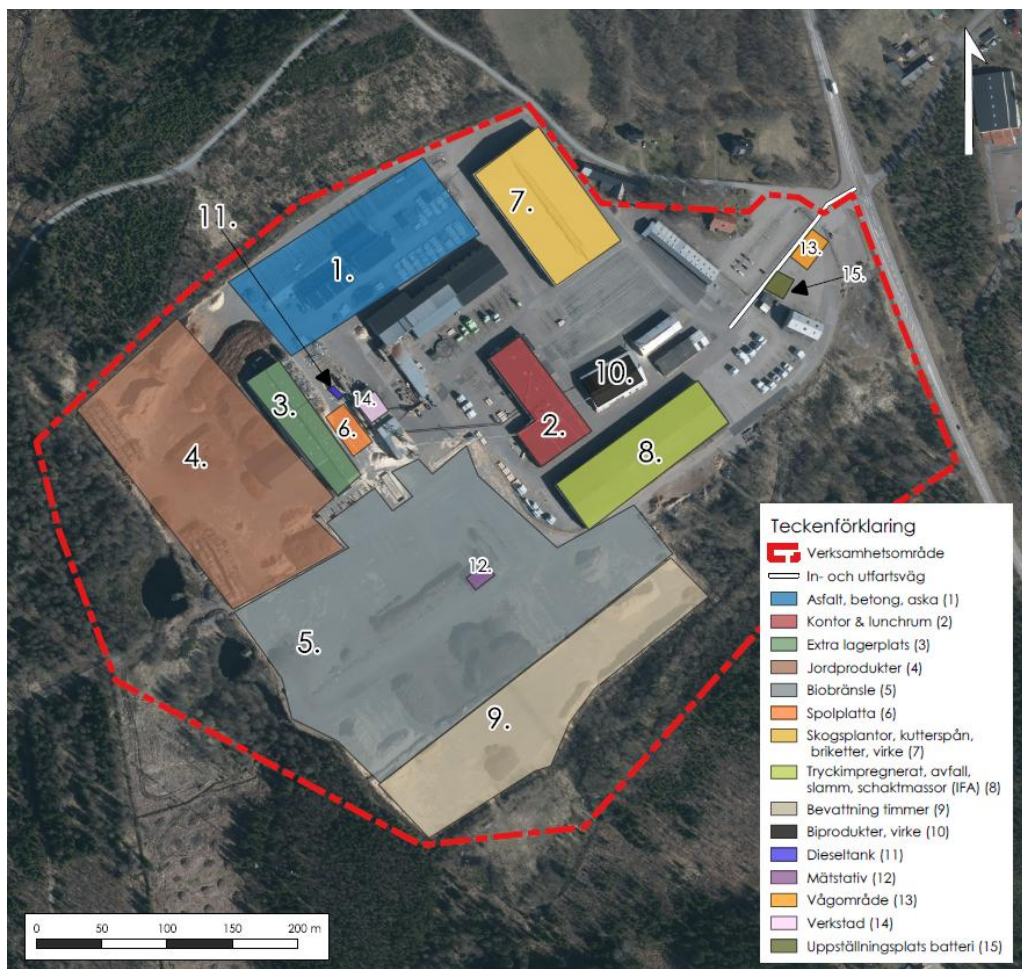 11.
7.
1.
13.
15.
14.
3.
10.
6.
2.
4.
8.
12.
5.
9.
Teckenförklaring
Verksamhetsområde
In- och utfartsväg
Asfalt, betong, aska (1)
Kontor & lunchrum (2)
Extra lagerplats (3)
Jordprodukter (4)
Biobränsle (5)
Spolplatta (6)
Skogsplantor, kutterspån,
briketter, virke (7)
Tryckimpregnerat, avfall,
slamm, schaktmassor (IFA) (8)
Bevattning timmer (9)
Biprodukter, virke (10)
Dieseltank (11)
Mätstativ (12)
Vågområde (13)
Verkstad (14)
Uppställningsplats batteri (15)
0 50 100 150 200 m